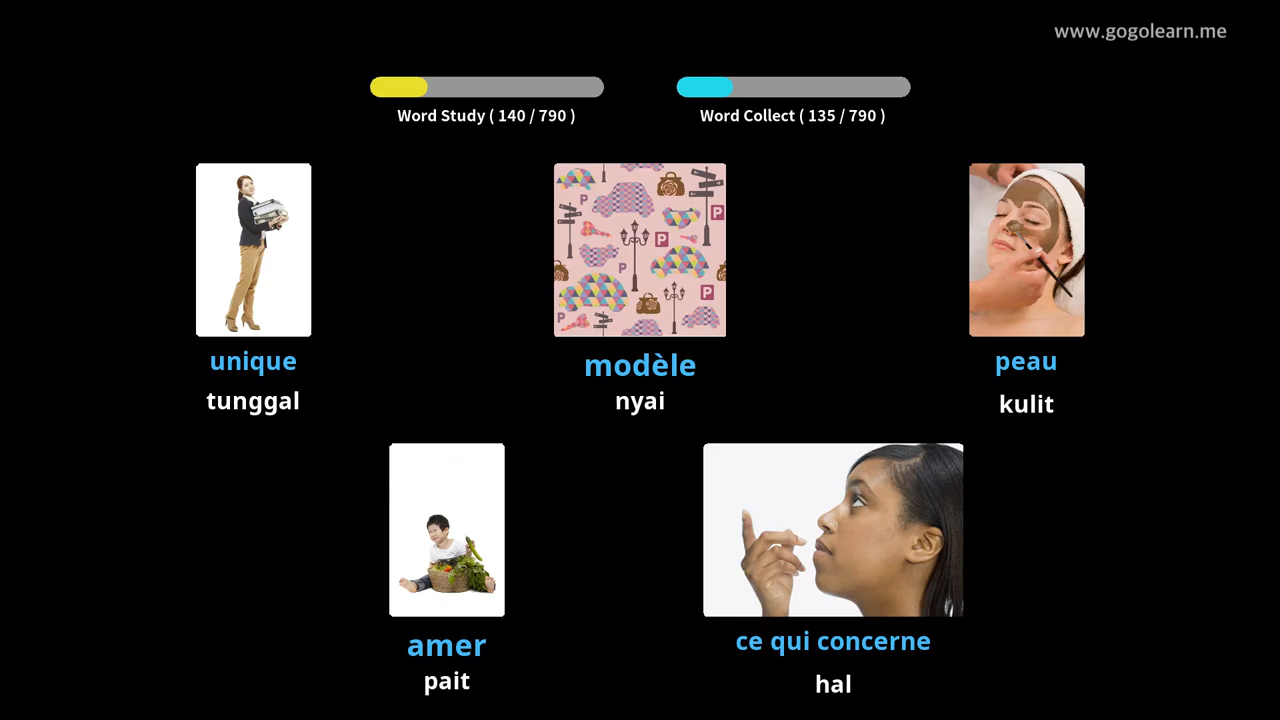 www.gogolearn.me
Word Study ( 140 / 790 )
Word Collect ( 135 / 790 )
P
P
P
P
P
P
unique
tunggal
modèle
nyai
peau
kulit
amer
pait
ce qui concerne
hal